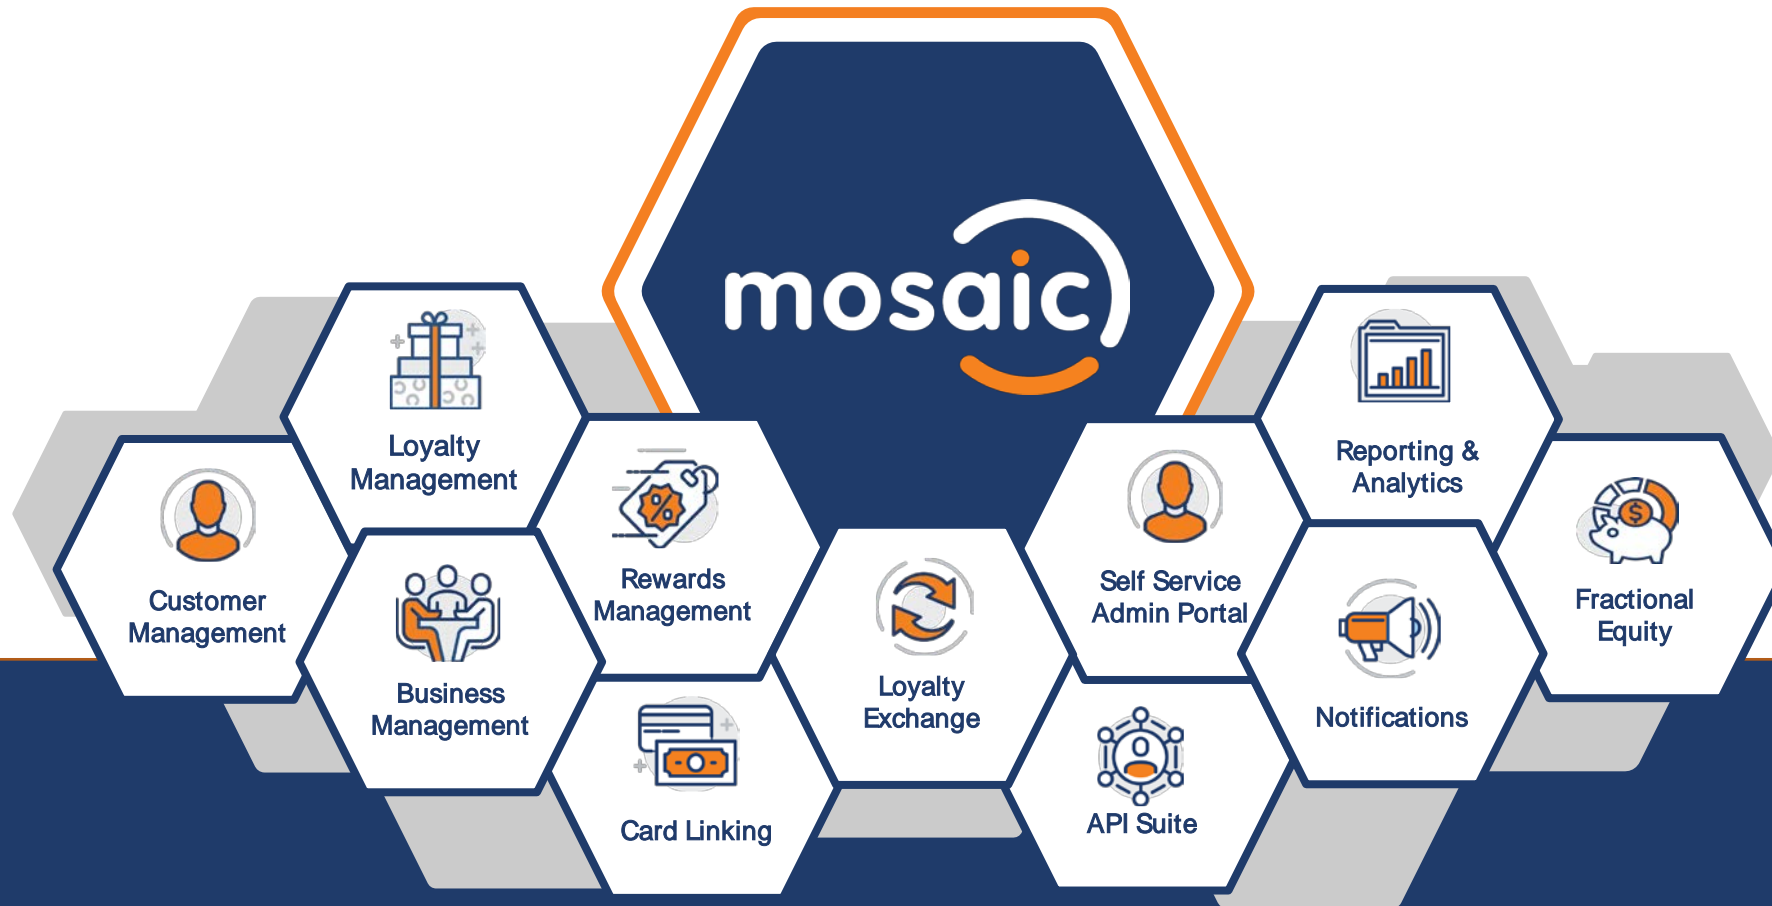 mosaic
Loyalty
Management
Reporting &
Analytics
Customer
Management
Rewards
Management
Self Service
Admin Portal
Fractional
Equity
Business
Management
Loyalty
Exchange
Notifications
Card Linking
API Suite